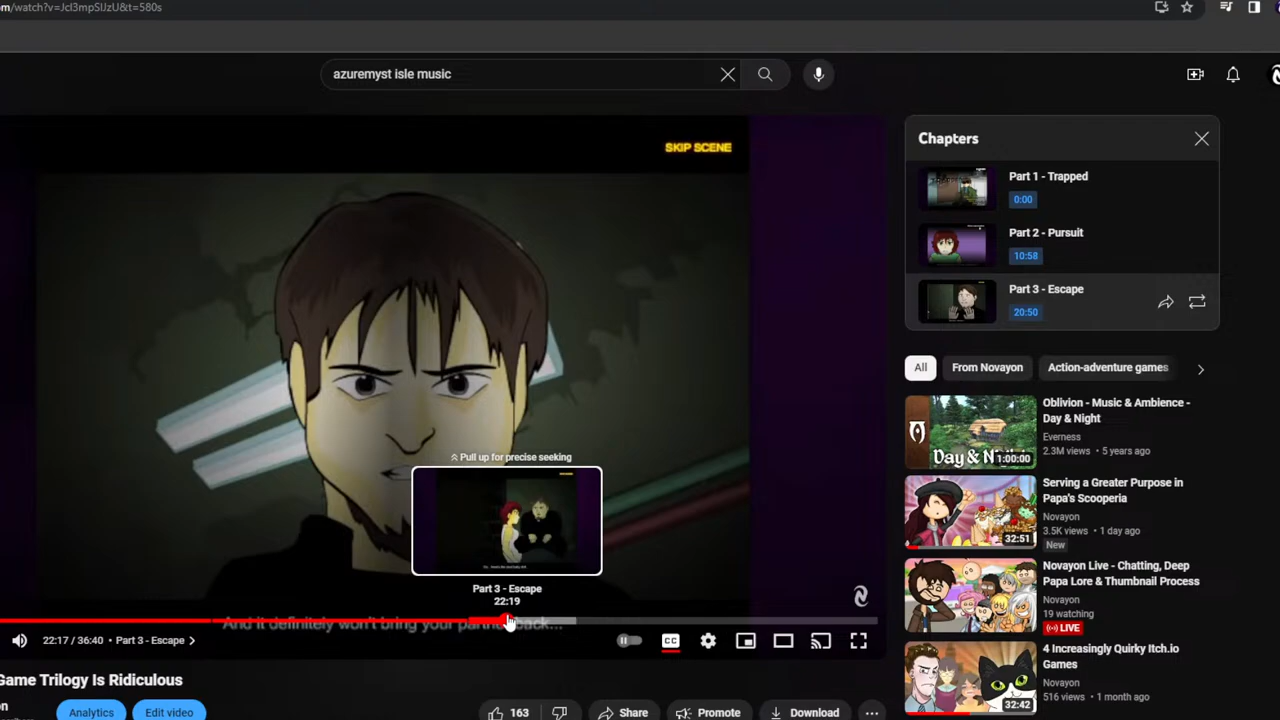 om/watch?v=JcI3mpSIJzU&t=580s
azuremyst isle music
SKIP SCENE
Pull up for precise seeking
Part 3 - Escape
22:19
And it definitely won't bring your partner back...
22:17 / 36:40 • Part 3 - Escape
Game Trilogy Is Ridiculous
on
Analytics
Edit video
163
Share
Promote
Download
Chapters
Part 1 - Trapped
0:00
Part 2 - Pursuit
10:58
Part 3 - Escape
20:50
All
From Novayon
Action-adventure games
Oblivion - Music & Ambience -
Day & Night
Everness
2.3M views • 5 years ago
Day & Night
1:00:00
Serving a Greater Purpose in
Papa's Scooperia
Novayon
3.5K views • 1 day ago
New
32:51
Novayon Live - Chatting, Deep
Papa Lore & Thumbnail Process
Novayon
19 watching
LIVE
4 Increasingly Quirky Itch.io
Games
Novayon
516 views • 1 month ago
32:42